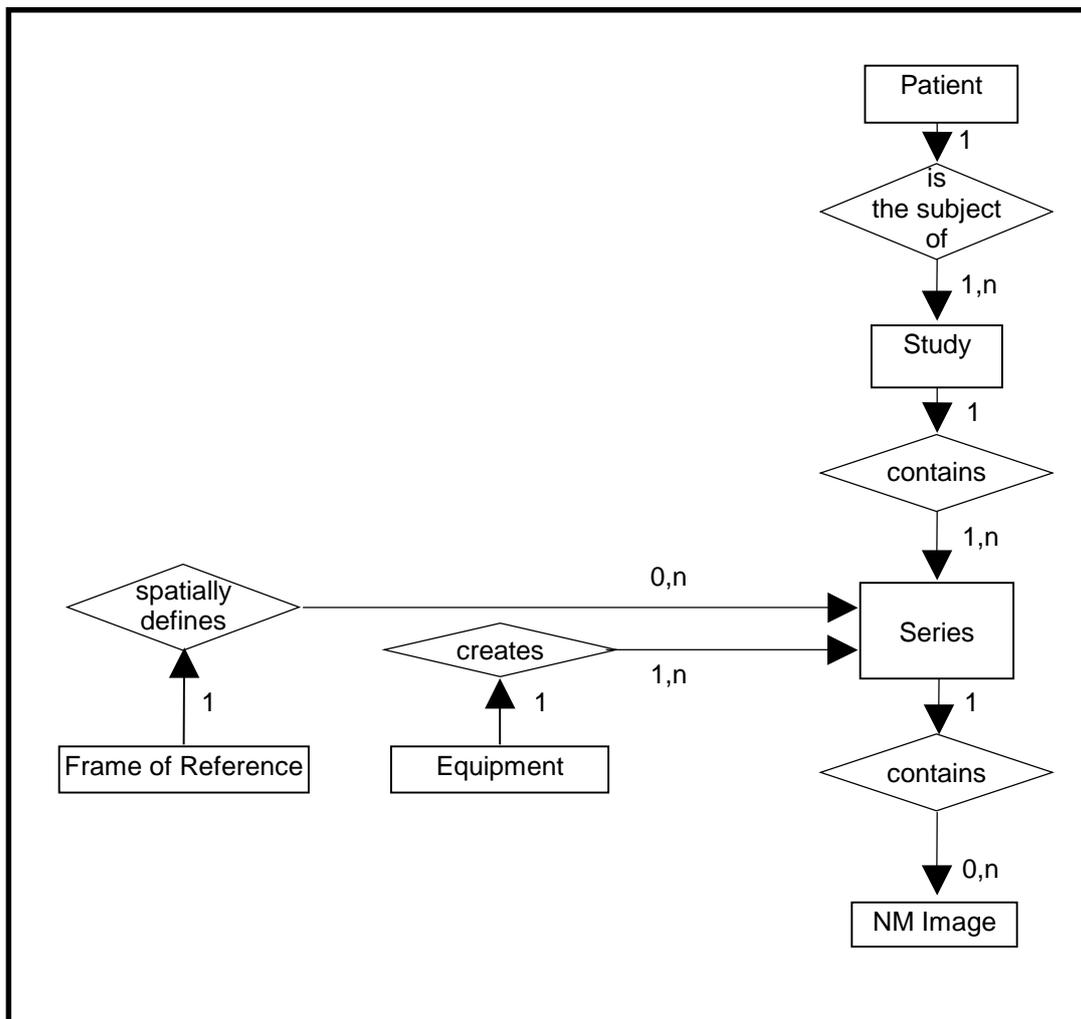 Patient
1
is
the subject
of
1,n
Study
1
contains
1,n
spatially
defines
0,n
Series
creates
1,n
1
1
1
Frame of Reference
Equipment
contains
0,n
NM Image